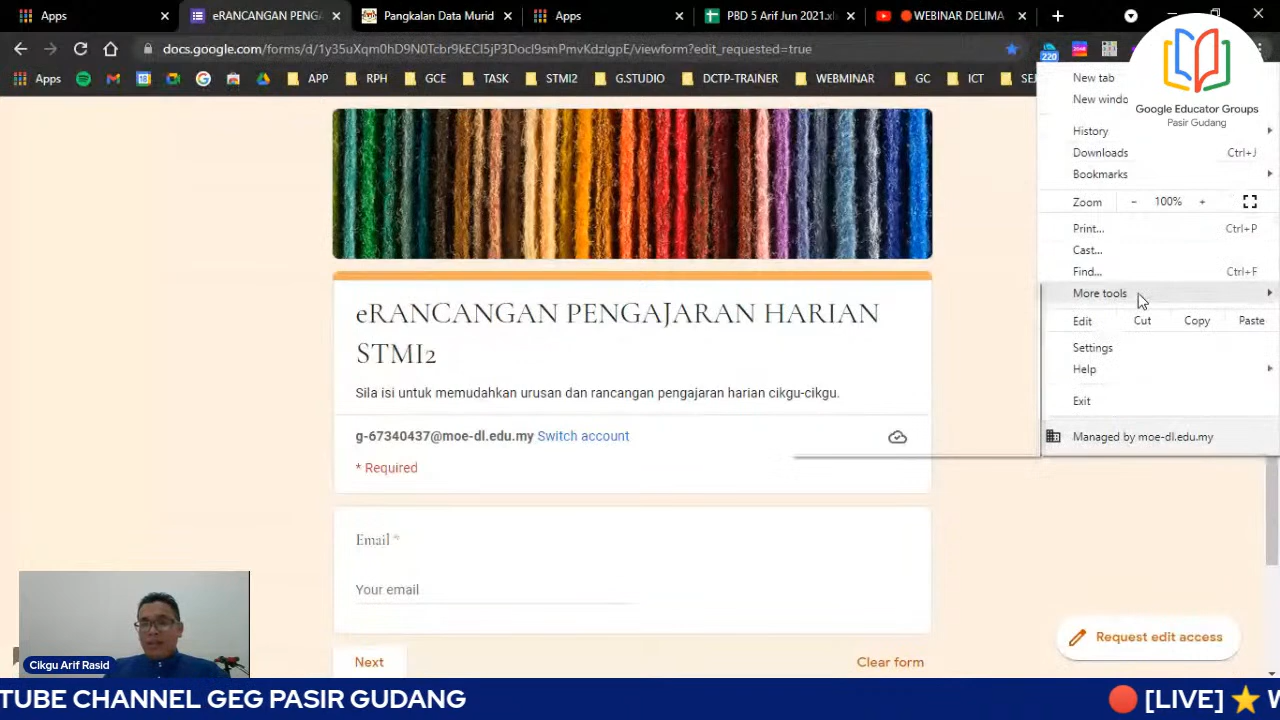 Apps
eRANCANGAN PENGA
Pangkalan Data Murid
Apps
PBD 5 Arif Jun 2021.xl
WEBINAR DELIMA
docs.google.com/forms/d/1y35uXqm0hD9N0Tcbr9kECl5jP3Docl9smPmvKdzlgpE/viewform?edit_requested=true
220
Apps
APP
RPH
GCE
TASK
STMI2
G.STUDIO
DCTP-TRAINER
WEBMINAR
GC
ICT
Google Educator Groups
Pasir Gudang
New tab
New windo
History
Downloads Ctrl+J
Bookmarks
Zoom - 100% +
Print... Ctrl+P
Cast...
Find... Ctrl+F
More tools
Edit Cut Copy Paste
Settings
Help
Exit
Managed by moe-dl.edu.my
eRANCANGAN PENGAJARAN HARIAN
STMI2
Sila isi untuk memudahkan urusan dan rancangan pengajaran harian cikgu-cikgu.
g-67340437@moe-dl.edu.my Switch account
* Required
Email *
Your email
Next
Clear form
Request edit access
Cikgu Arif Rasid
TUBE CHANNEL GEG PASIR GUDANG
[LIVE]